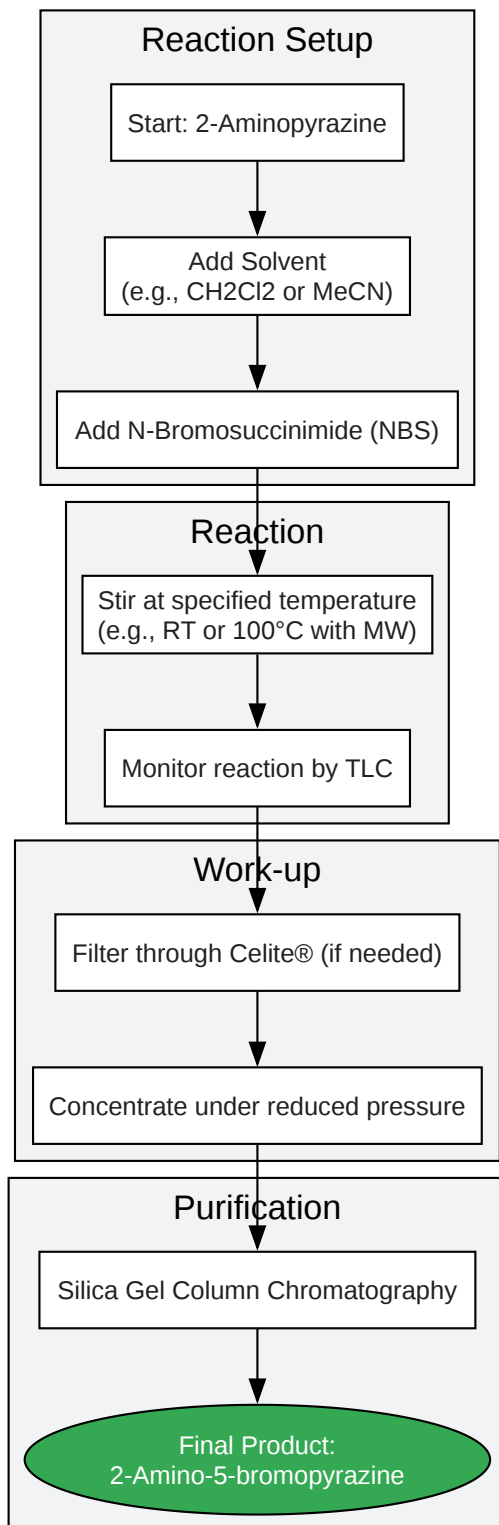 Reaction Setup
Start: 2-Aminopyrazine
Add Solvent
(e.g., CH2Cl2 or MeCN)
Add N-Bromosuccinimide (NBS)
Reaction
Stir at specified temperature
(e.g., RT or 100°C with MW)
Monitor reaction by TLC
Work-up
Filter through Celite® (if needed)
Concentrate under reduced pressure
Purification
Silica Gel Column Chromatography
Final Product:
2-Amino-5-bromopyrazine